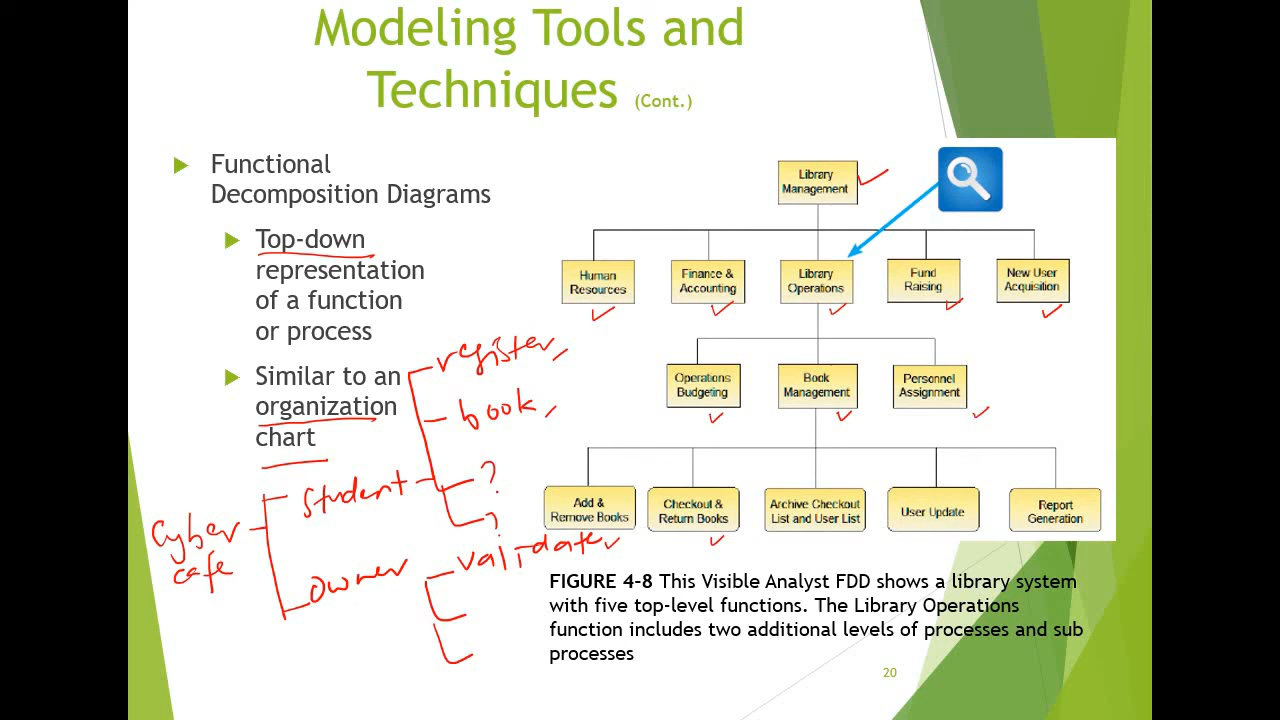 Modeling Tools and
Techniques (Cont.)
Functional
Decomposition Diagrams
Top-down
representation
of a function
or process
Similar to an
organization
chart
Library
Management
Human
Resources
Finance &
Accounting
Library
Operations
Fund
Raising
New User
Acquisition
Operations
Budgeting
Book
Management
Personnel
Assignment
Add &
Remove Books
Checkout &
Return Books
Archive Checkout
List and User List
User Update
Report
Generation
Cyber
cafe
Student
register
book
?
?
Owner
validate
FIGURE 4-8 This Visible Analyst FDD shows a library system
with five top-level functions. The Library Operations
function includes two additional levels of processes and sub
processes
20